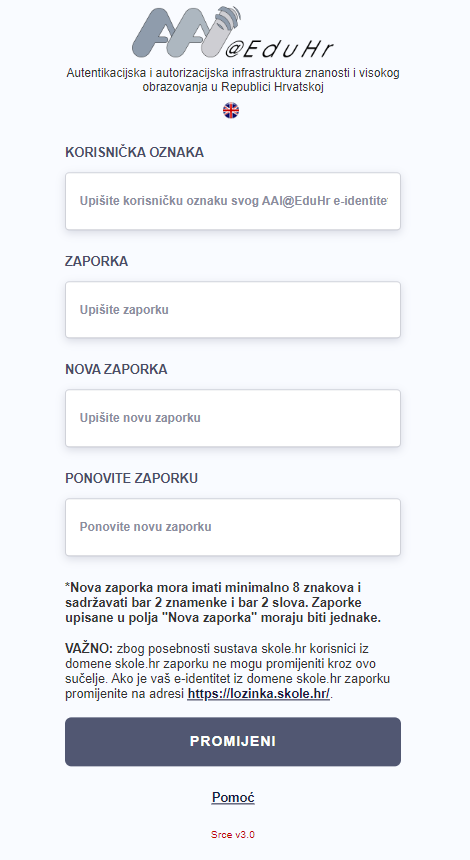 AAI@EduHr
Autentikacijska i autorizacijska infrastruktura znanosti i visokog
obrazovanja u Republici Hrvatskoj
KORISNIČKA OZNAKA
Upišite korisničku oznaku svog AAI@EduHr e-identitet
ZAPORKA
Upišite zaporku
NOVA ZAPORKA
Upišite novu zaporku
PONOVITE ZAPORKU
Ponovite novu zaporku
*Nova zaporka mora imati minimalno 8 znakova i
sadržavati bar 2 znamenke i bar 2 slova. Zaporke
upisane u polja "Nova zaporka" moraju biti jednake.
VAŽNO: zbog posebnosti sustava skole.hr korisnici iz
domene skole.hr zaporku ne mogu promijeniti kroz ovo
sučelje. Ako je vaš e-identitet iz domene skole.hr zaporku
promijenite na adresi https://lozinka.skole.hr/.
PROMIJENI
Pomoć
Srce v3.0